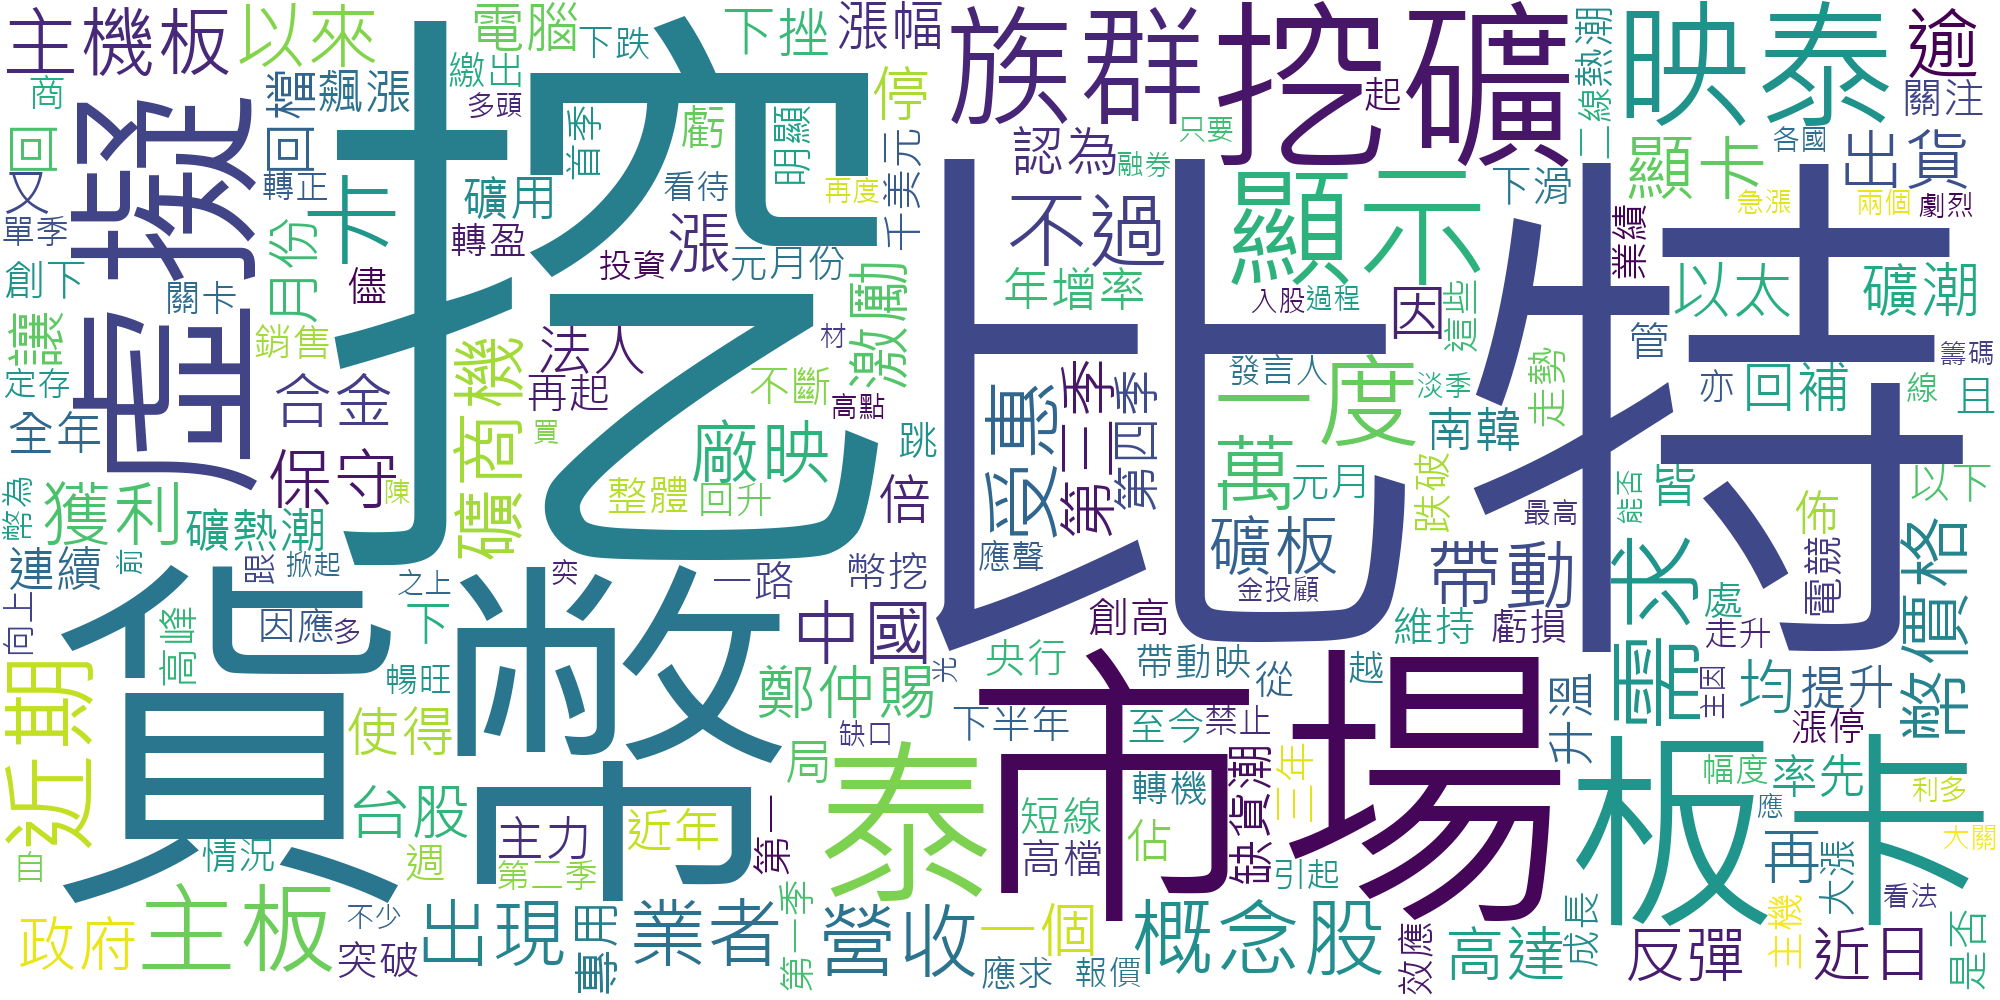 主機板
以來
電腦
下跌
下挫
漲幅
族群
挖礦
起
二線熱潮
映泰
逾
關注
商
虛擬
回榲
飆漲
繳出
多頭
挖
首季
虧
明顯
停
千美元
認為
融券
只要
顯示
下滑
顯卡
各國
出貨
回
又
單季
轉正
月份
卡
礦用
轉盈
看待
再度
漲
投資
元月份
不過
年增率
比特
業績
急漲
兩個
劇烈
創下
關卡
儘
激勵
入股
過程
因
這些
以太
礦潮
讓
銷售
定存
合金
礦商機
法人
再起
材
不斷
高點
買
受惠
第三季
第四季
發言人
一度
淡季
走勢
管
籌碼
亦
回補
線
且
全年
保守
陳
廠映
跳
整體
回升
倍
萬
元月
南韓
跌破
最高
能否
皆
佈
以下
幣為
獲利
礦熱潮
連續
前
跟
掀起
之上
奕
一路
幣挖
應聲
礦板
金投顧
帶動
需求
電競
價格
幣
向上
貨幣
高峰
因應
多
下
中國
創高
維持
虧損
處
走升
近期
暢旺
鄭仲賜
光
央行
帶動映
從
越
升溫
主因
均
提升
使得
缺口
下半年
至今
禁止
漲停
市場
台股
局
泰
轉機
缺貨潮
三年
板卡
幅度
率先
利多
應
大關
自
情況
週
主力
第二季
近年
第一
短線
高檔
佔
引起
再
大漲
看法
政府
主板
不少
突破
出現
專用
業者
第一季
營收
一個
應求
報價
概念股
效應
高達
成長
反彈
主機
近日
是否